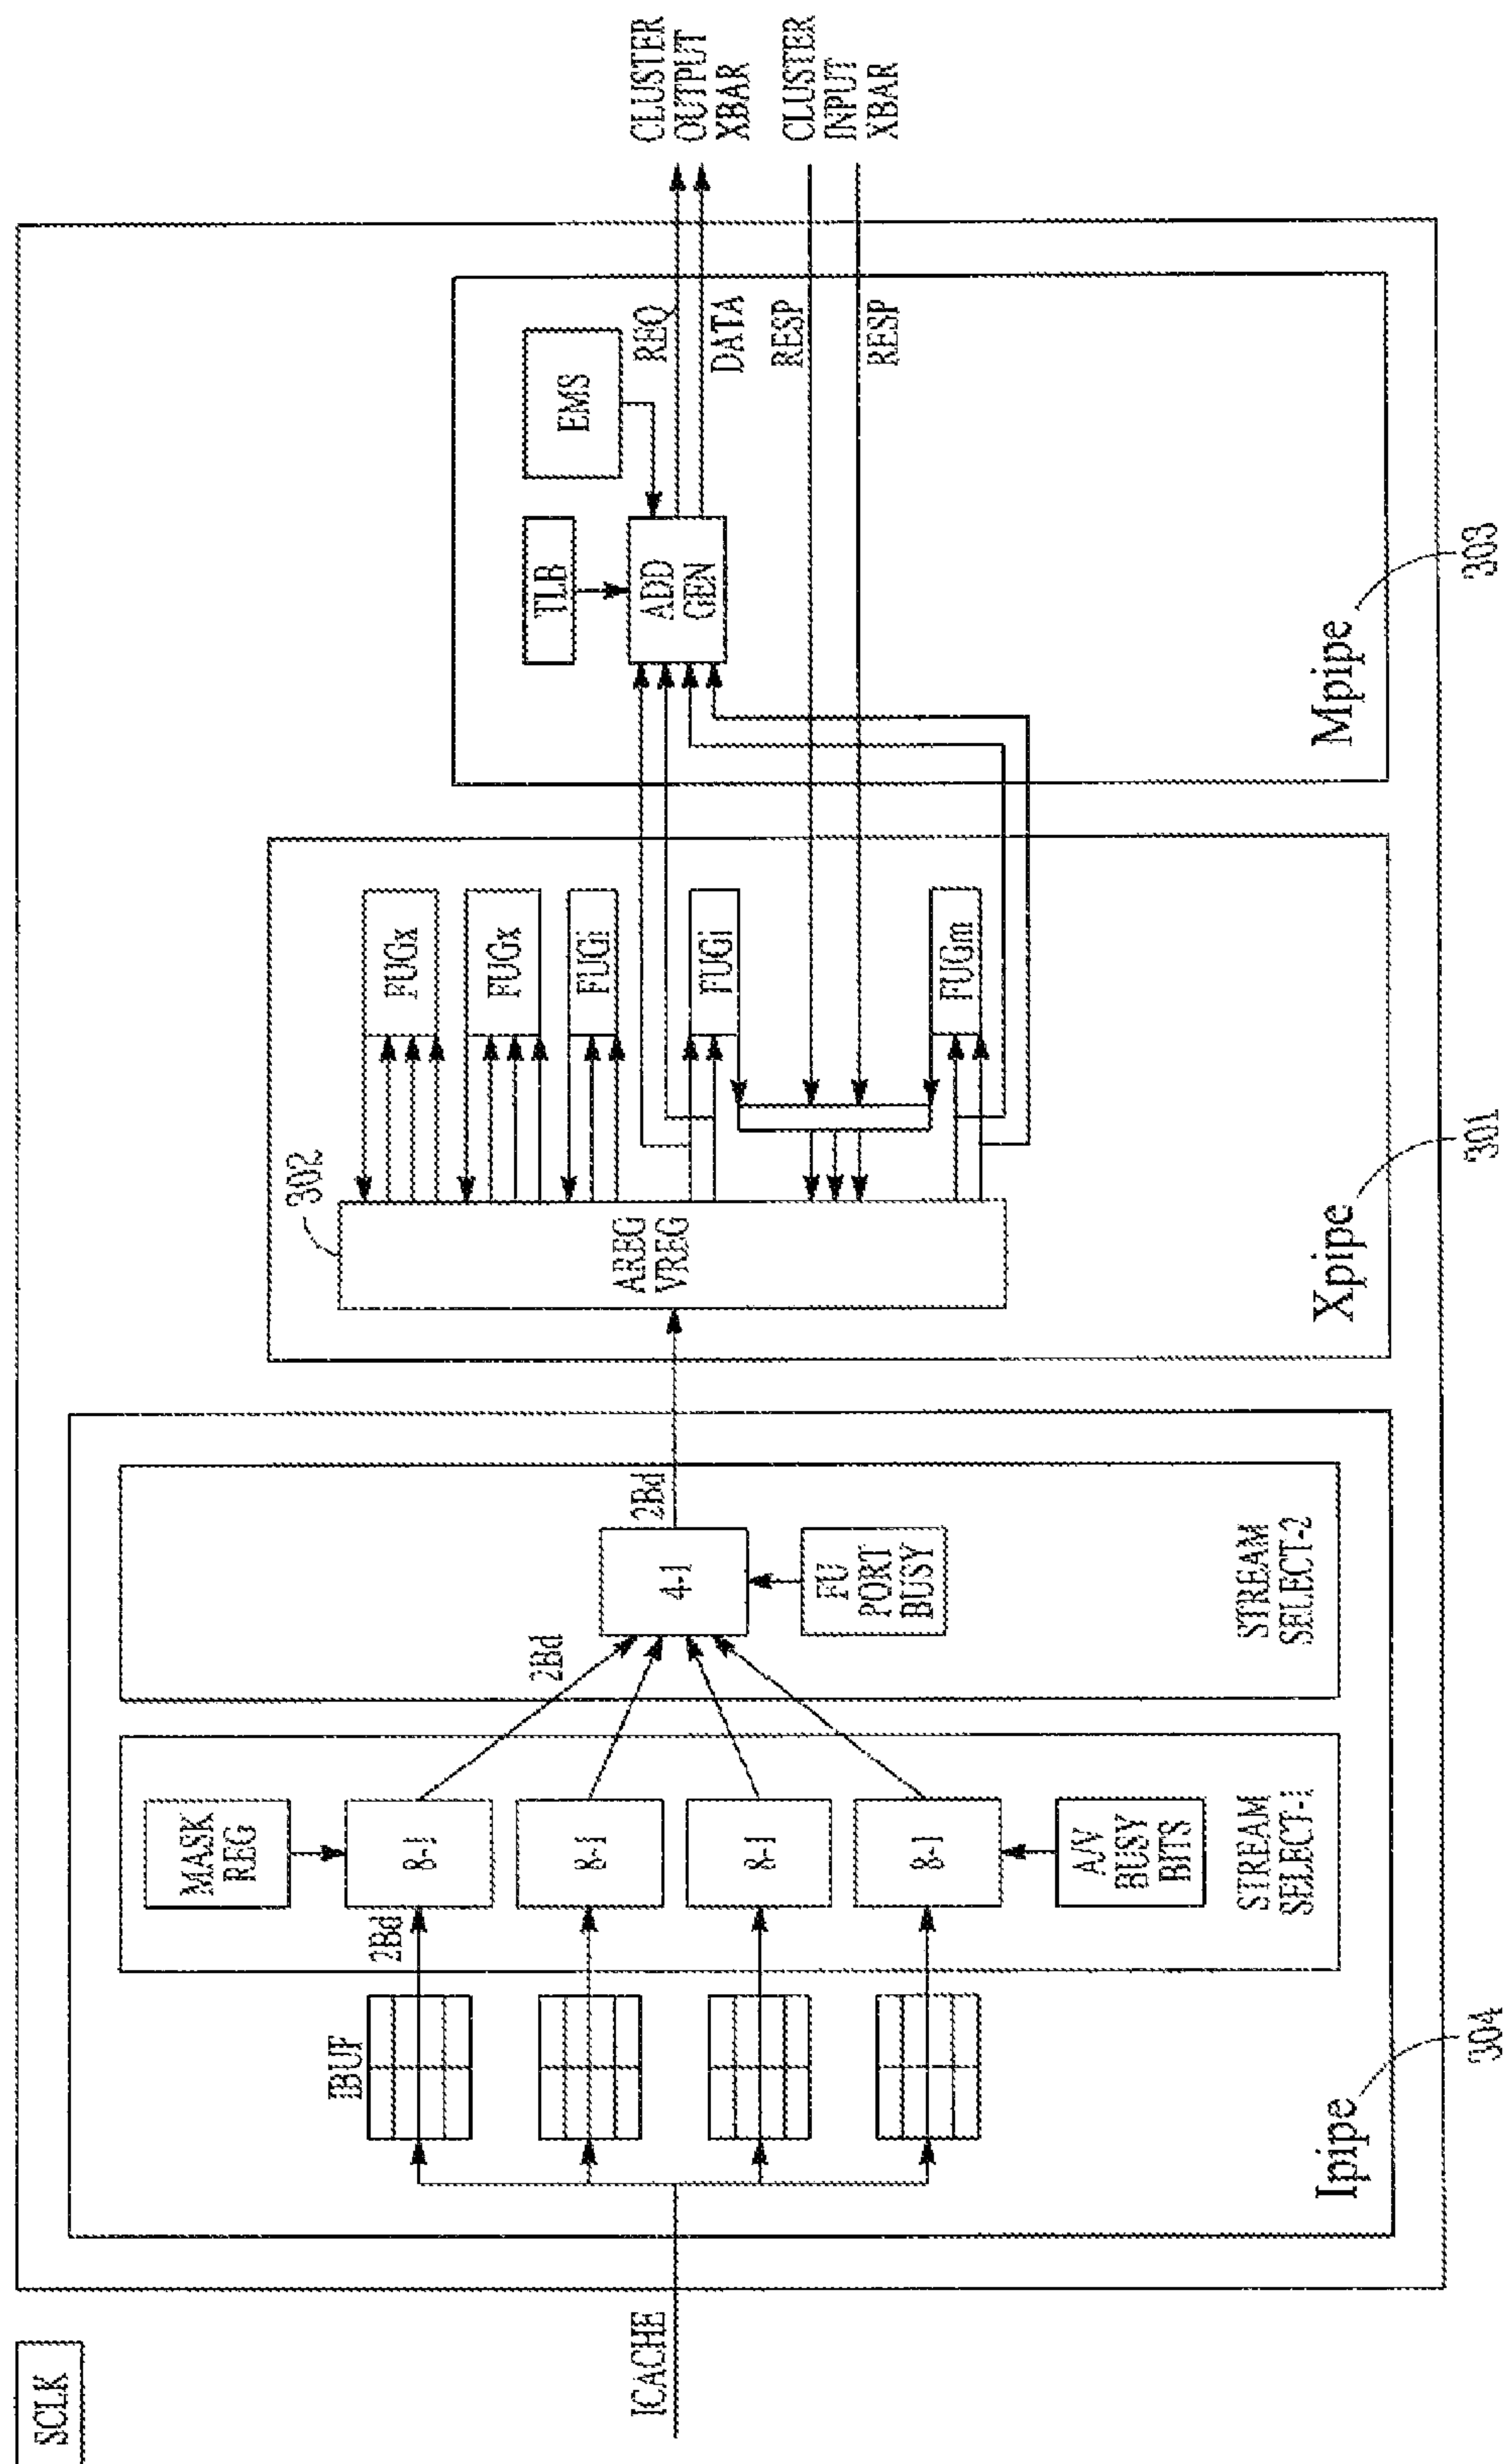 SCLK
ICACHE
IBUF
2Bd
MASK
REG
8-1
8-1
8-1
8-1
A/V
BUSY
BITS
STREAM
SELECT-1
2Bd
4-1
2Bd
FU
PORT
BUSY
STREAM
SELECT-2
Ipipe
304
302
AREG
VREG
FUGx
FUGx
FUGi
FUGi
FUGm
Xpipe
301
TLB
EMS
ADD
GEN
REQ
DATA
RESP
RESP
Mpipe
303
CLUSTER
OUTPUT
XBAR
CLUSTER
INPUT
XBAR